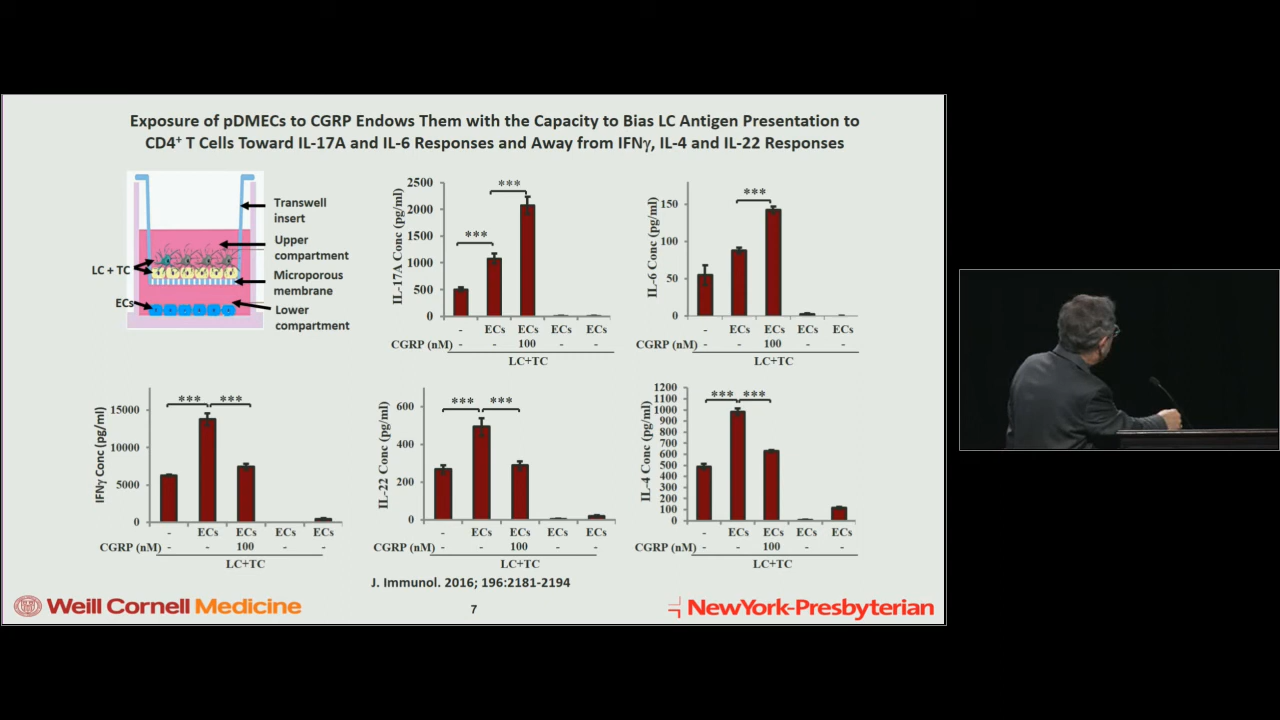 Exposure of pDMECs to CGRP Endows Them with the Capacity to Bias LC Antigen Presentation to
CD4+ T Cells Toward IL-17A and IL-6 Responses and Away from IFNγ, IL-4 and IL-22 Responses
Transwell
insert
Upper
compartment
LC + TC
Microporous
membrane
ECs
Lower
compartment
IL-17A Conc (pg/ml)
2500
2000
1500
1000
500
0
***
***
- ECs ECs ECs ECs
CGRP (nM) - - 100 - -
LC+TC
IL-6 Conc (pg/ml)
150
100
50
0
***
- ECs ECs ECs ECs
CGRP (nM) - - 100 - -
LC+TC
IFNγ Conc (pg/ml)
15000
10000
5000
0
*** ***
- ECs ECs ECs ECs
CGRP (nM) - - 100 - -
LC+TC
IL-22 Conc (pg/ml)
600
400
200
0
*** ***
- ECs ECs ECs ECs
CGRP (nM) - - 100 - -
LC+TC
IL-4 Conc (pg/ml)
1200
1100
1000
900
800
700
600
500
400
300
200
100
0
*** ***
- ECs ECs ECs ECs
CGRP (nM) - - 100 - -
LC+TC
J. Immunol. 2016; 196:2181-2194
Weill Cornell Medicine
7
NewYork-Presbyterian